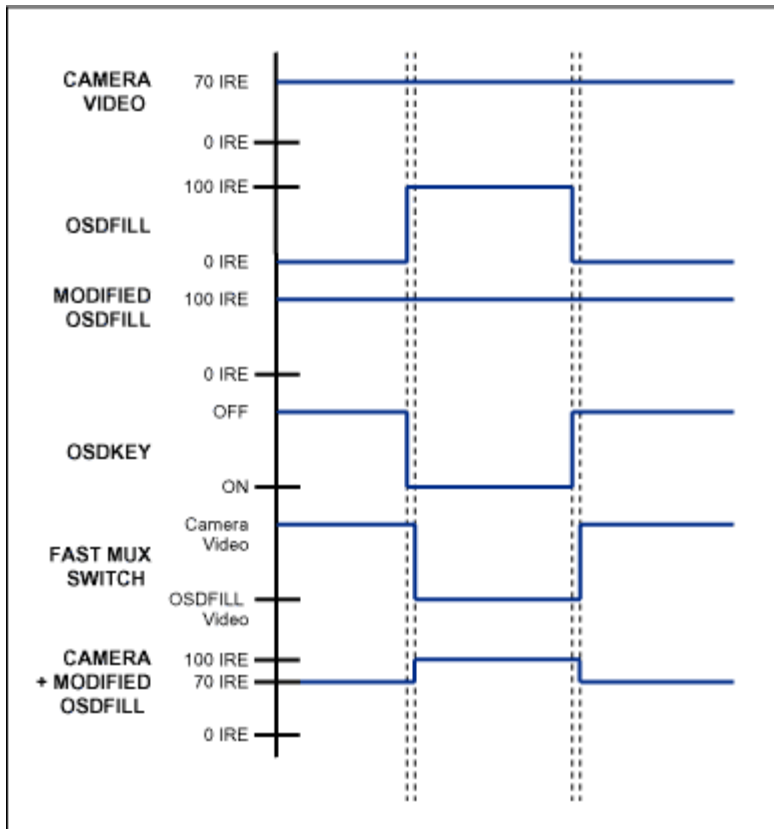 CAMERA
VIDEO
70 IRE
0 IRE
OSDFILL
100 IRE
0 IRE
MODIFIED
OSDFILL
100 IRE
0 IRE
OSDKEY
OFF
ON
FAST MUX
SWITCH
Camera
Video
OSDFILL
Video
CAMERA
+ MODIFIED
OSDFILL
100 IRE
70 IRE
0 IRE